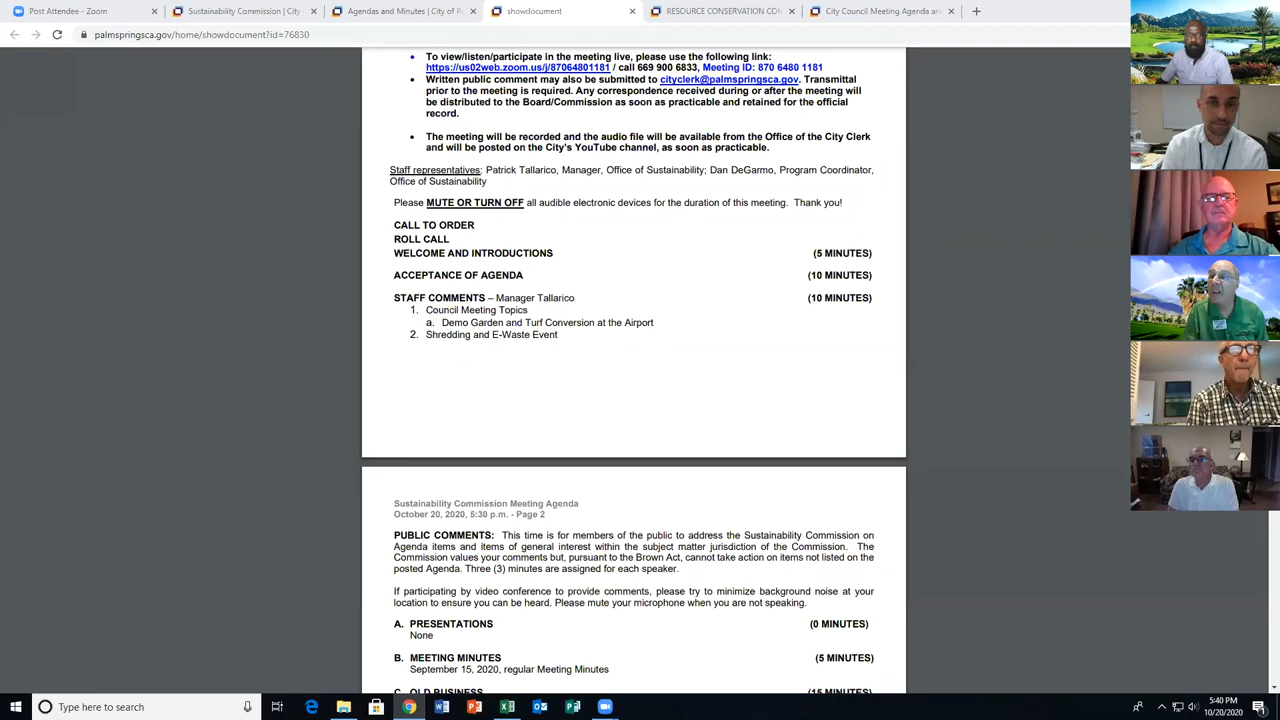 Post Attendee - Zoom
Sustainability Commission | City
Agendas and Minutes | City of P
showdocument
RESOURCE CONSERVATION COM
City Council Meeting Agenda an
palmspringsca.gov/home/showdocument?id=76830
• To view/listen/participate in the meeting live, please use the following link:
https://us02web.zoom.us/j/87064801181 / call 669 900 6833, Meeting ID: 870 6480 1181
• Written public comment may also be submitted to cityclerk@palmspringsca.gov. Transmittal
prior to the meeting is required. Any correspondence received during or after the meeting will
be distributed to the Board/Commission as soon as practicable and retained for the official
record.
• The meeting will be recorded and the audio file will be available from the Office of the City Clerk
and will be posted on the City's YouTube channel, as soon as practicable.
Staff representatives: Patrick Tallarico, Manager, Office of Sustainability; Dan DeGarmo, Program Coordinator,
Office of Sustainability
Please MUTE OR TURN OFF all audible electronic devices for the duration of this meeting. Thank you!
CALL TO ORDER
ROLL CALL
WELCOME AND INTRODUCTIONS (5 MINUTES)
ACCEPTANCE OF AGENDA (10 MINUTES)
STAFF COMMENTS – Manager Tallarico (10 MINUTES)
1. Council Meeting Topics
a. Demo Garden and Turf Conversion at the Airport
2. Shredding and E-Waste Event
Sustainability Commission Meeting Agenda
October 20, 2020, 5:30 p.m. - Page 2
PUBLIC COMMENTS: This time is for members of the public to address the Sustainability Commission on
Agenda items and items of general interest within the subject matter jurisdiction of the Commission. The
Commission values your comments but, pursuant to the Brown Act, cannot take action on items not listed on the
posted Agenda. Three (3) minutes are assigned for each speaker.
If participating by video conference to provide comments, please try to minimize background noise at your
location to ensure you can be heard. Please mute your microphone when you are not speaking.
A. PRESENTATIONS (0 MINUTES)
None
B. MEETING MINUTES (5 MINUTES)
September 15, 2020, regular Meeting Minutes
C. OLD BUSINESS (15 MINUTES)
Type here to search
5:40 PM
10/20/2020